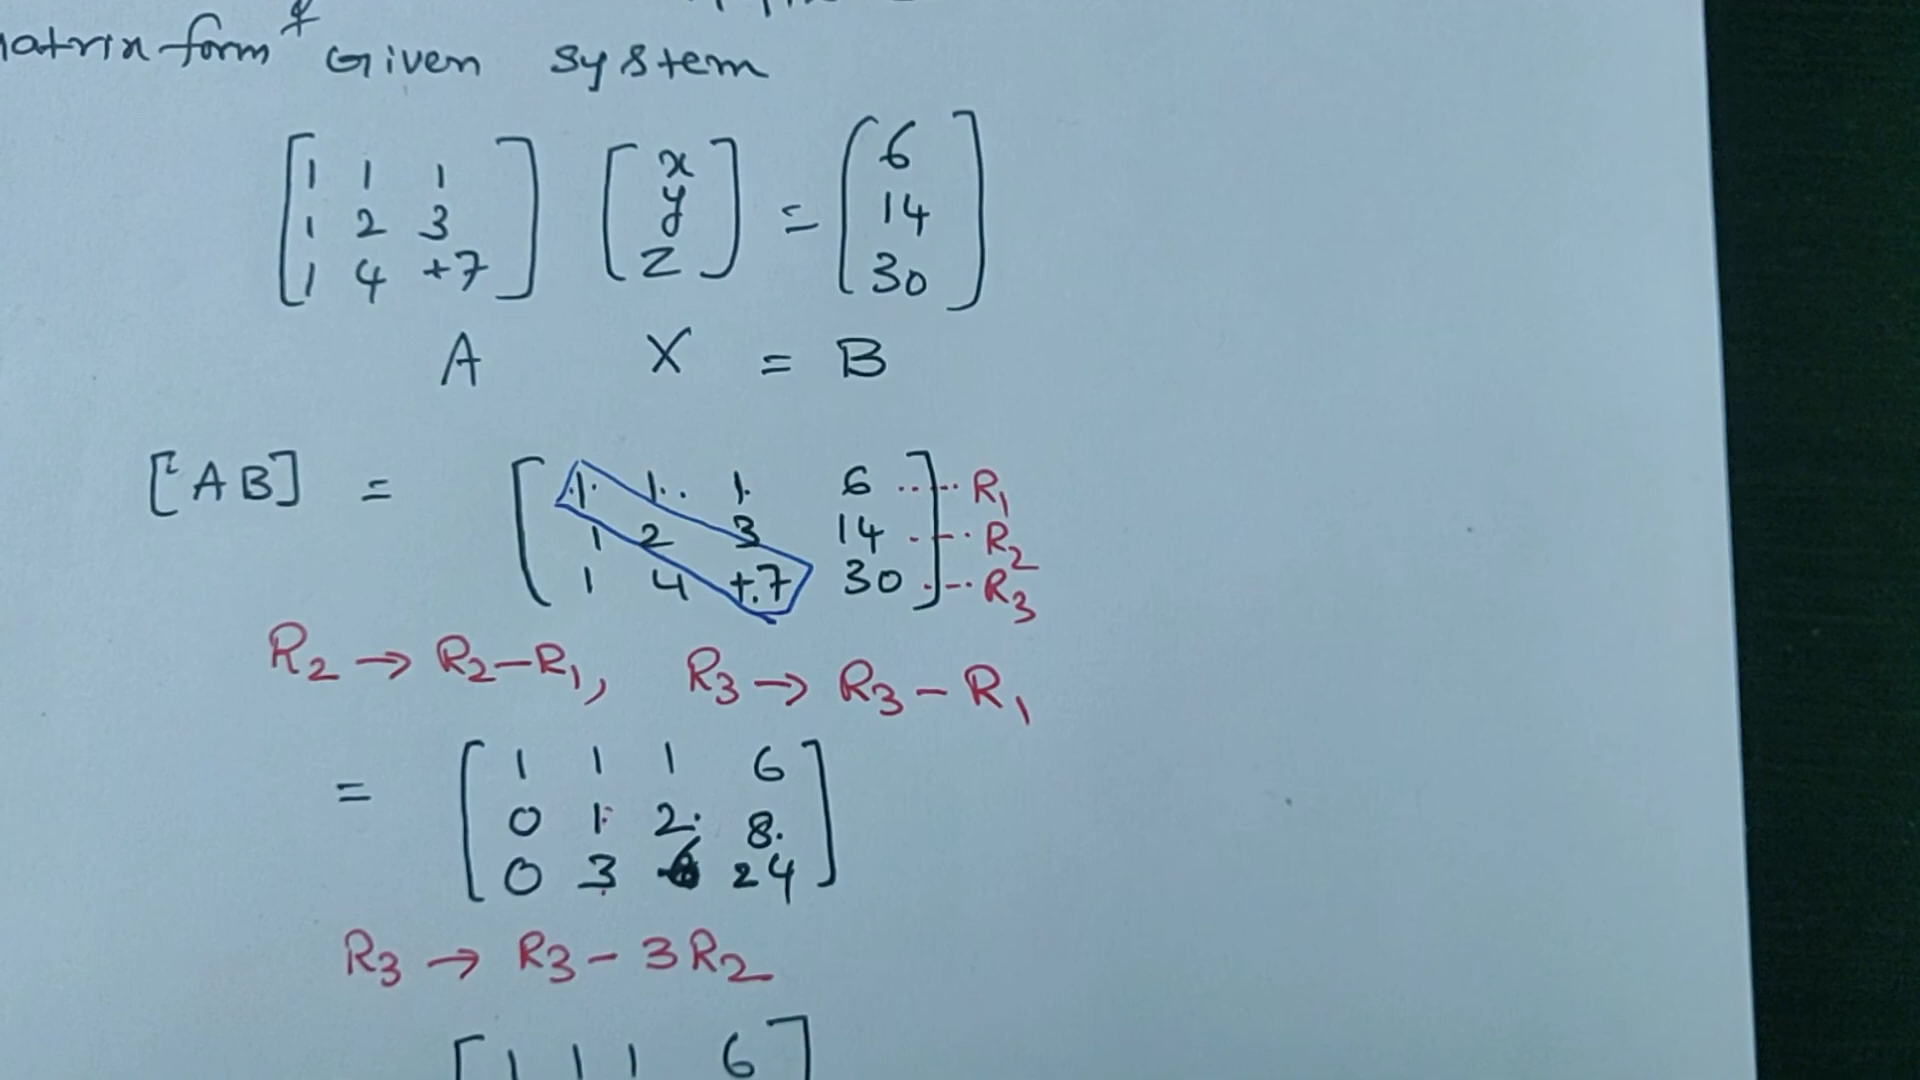 matrix form of Given system
[1 1 1] [x] = [6]
[1 2 3] [y] [14]
[1 4 +7] [z] [30]
A X = B
[AB] = [1 1 1 6] R1
[1 2 3 14] R2
[1 4 +7 30] R3
R2 → R2-R1, R3 → R3-R1
= [1 1 1 6]
[0 1 2 8]
[0 3 6 24]
R3 → R3-3R2
[1 1 1 6]